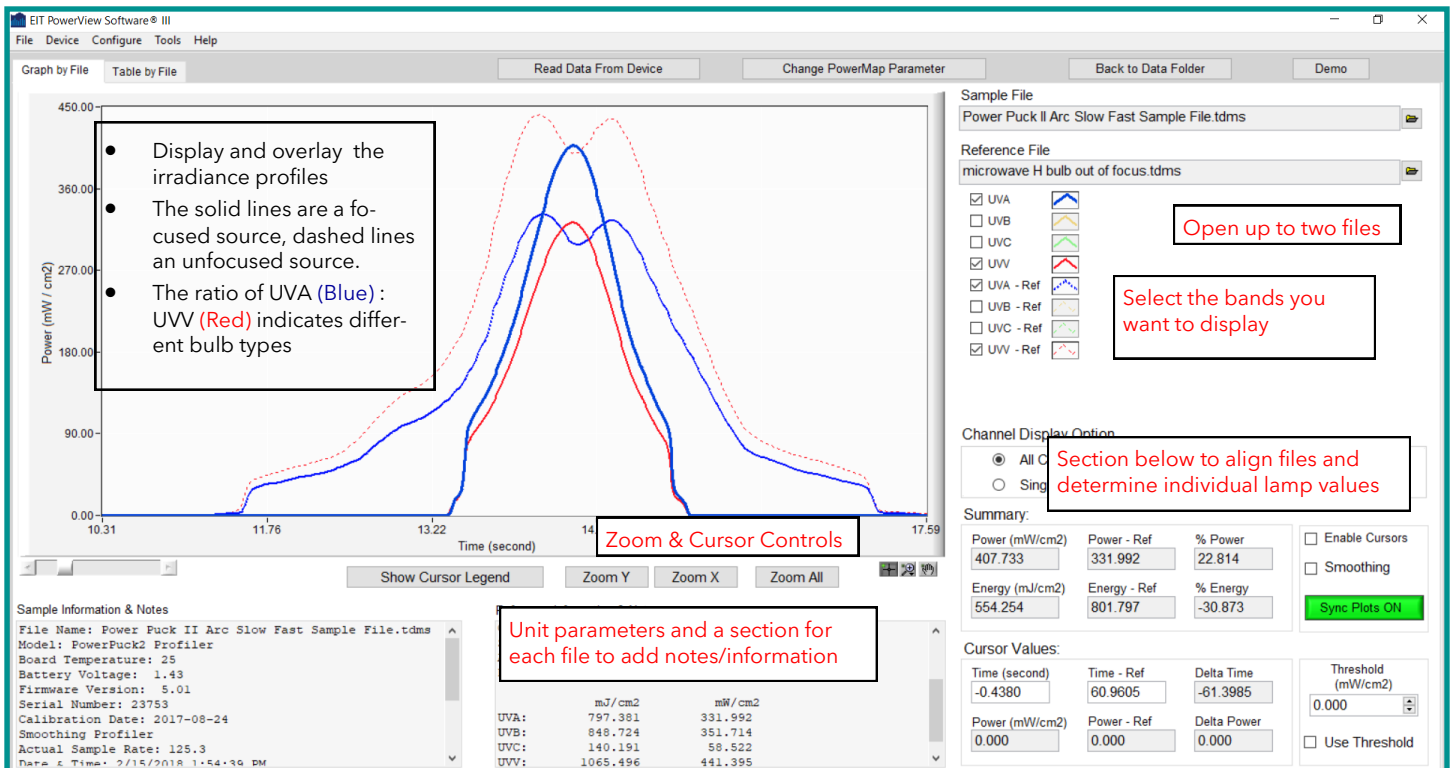 EIT PowerView Software® III
File Device Configure Tools Help
Graph by File
Table by File
Read Data From Device
Change PowerMap Parameter
Back to Data Folder
Demo
450.00
360.00
270.00
180.00
90.00
0.00
Power (mW / cm2)
• Display and overlay the
irradiance profiles
• The solid lines are a fo-
cused source, dashed lines
an unfocused source.
• The ratio of UVA (Blue) :
UVV (Red) indicates differ-
ent bulb types
10.31
11.76
13.22
14.
17.59
Time (second)
Zoom & Cursor Controls
Show Cursor Legend
Zoom Y
Zoom X
Zoom All
Sample File
Power Puck II Arc Slow Fast Sample File.tdms
Reference File
microwave H bulb out of focus.tdms
UVA
UVB
UVC
UVV
UVA - Ref
UVB - Ref
UVC - Ref
UVV - Ref
Open up to two files
Select the bands you
want to display
Channel Display Option
All C
Sing
Section below to align files and
determine individual lamp values
Summary:
Power (mW/cm2) Power - Ref % Power
407.733 331.992 22.814
Energy (mJ/cm2) Energy - Ref % Energy
554.254 801.797 -30.873
Enable Cursors
Smoothing
Sync Plots ON
Cursor Values:
Time (second) Time - Ref Delta Time
-0.4380 60.9605 -61.3985
Power (mW/cm2) Power - Ref Delta Power
0.000 0.000 0.000
Threshold
(mW/cm2)
0.000
Use Threshold
Sample Information & Notes
File Name: Power Puck II Arc Slow Fast Sample File.tdms
Model: PowerPuck2 Profiler
Board Temperature: 25
Battery Voltage: 1.43
Firmware Version: 5.01
Serial Number: 23753
Calibration Date: 2017-08-24
Smoothing Profiler
Actual Sample Rate: 125.3
Date & Time: 2/15/2018 1:54:39 PM
Unit parameters and a section for
each file to add notes/information
mJ/cm2 mW/cm2
UVA: 797.381 331.992
UVB: 848.724 351.714
UVC: 140.191 58.522
UVV: 1065.496 441.395